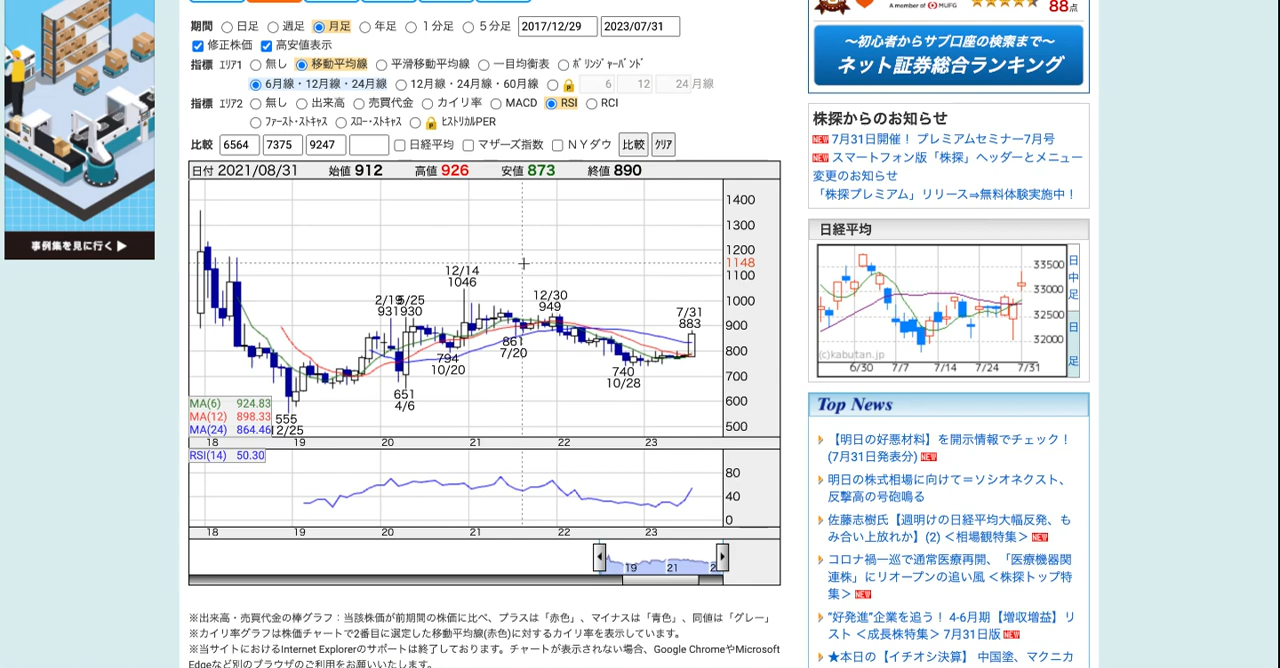 事例集を見に行く ▶
期間 日足 週足 月足 年足 1分足 5分足 2017/12/29 2023/07/31
修正株価 高安値表示
指標 エリア1 無し 移動平均線 平滑移動平均線 一目均衡表 ボリンジャーバンド
6月線・12月線・24月線 12月線・24月線・60月線 6 12 24 月線
指標 エリア2 無し 出来高 売買代金 カイリ率 MACD RSI RCI
ファースト・ストキャス スロー・ストキャス ヒストリカルPER
比較 6564 7375 9247 日経平均 マザーズ指数 NYダウ 比較 クリア
日付 2021/08/31 始値 912 高値 926 安値 873 終値 890
1400
1300
1200
1148
1100
1000
900
800
700
600
500
12/14
1046
2/19
931
5/25
930
12/30
949
7/31
883
794
10/20
861
7/20
740
10/28
651
4/6
555
12/25
MA(6) 924.83
MA(12) 898.33
MA(24) 864.46
18 19 20 21 22 23
RSI(14) 50.30
80
40
0
18 19 20 21 22 23
19 21 2
※出来高・売買代金の棒グラフ：当該株価が前期間の株価に比べ、プラスは「赤色」、マイナスは「青色」、同値は「グレー」
※カイリ率グラフは株価チャートで2番目に選定した移動平均線(赤色)に対するカイリ率を表示しています。
※当サイトにおけるInternet Explorerのサポートは終了しております。チャートが表示されない場合、Google ChromeやMicrosoft
Edgeなど別のブラウザのご利用をお願いいたします。
A member of MUFG
88点
～初心者からサブ口座の検索まで～
ネット証券総合ランキング
株探からのお知らせ
NEW 7月31日開催！ プレミアムセミナー7月号
NEW スマートフォン版「株探」ヘッダーとメニュー
変更のお知らせ
「株探プレミアム」リリース⇒無料体験実施中！
日経平均
33500
33000
32500
32000
(c)kabutan.jp
6/30 7/7 7/14 7/24 7/31
日
中
足
日
足
Top News
【明日の好悪材料】を開示情報でチェック！
(7月31日発表分) NEW
明日の株式相場に向けて＝ソシオネクスト、
反撃高の号砲鳴る
佐藤志樹氏【週明けの日経平均大幅反発、も
み合い上放れか】(2) ＜相場観特集＞ NEW
コロナ禍一巡で通常医療再開、「医療機器関
連株」にリオープンの追い風 ＜株探トップ特
集＞ NEW
"好発進"企業を追う！ 4-6月期【増収増益】リ
スト ＜成長株特集＞ 7月31日版 NEW
★本日の【イチオシ決算】 中国塗、マクニカ